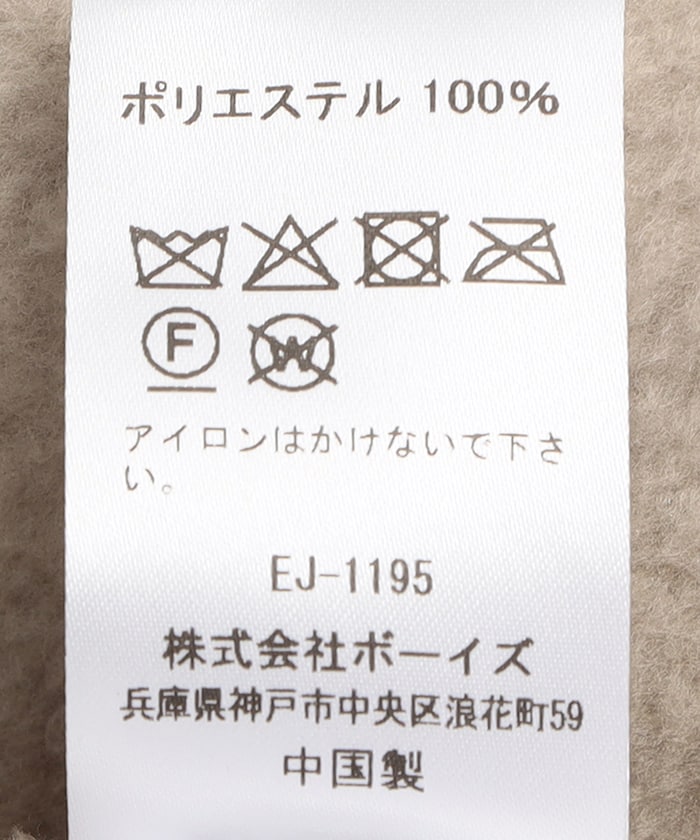 ポリエステル 100%
F W
アイロンはかけないで下さ
い。
EJ-1195
株式会社ボーイズ
兵庫県神戸市中央区浪花町59
中国製